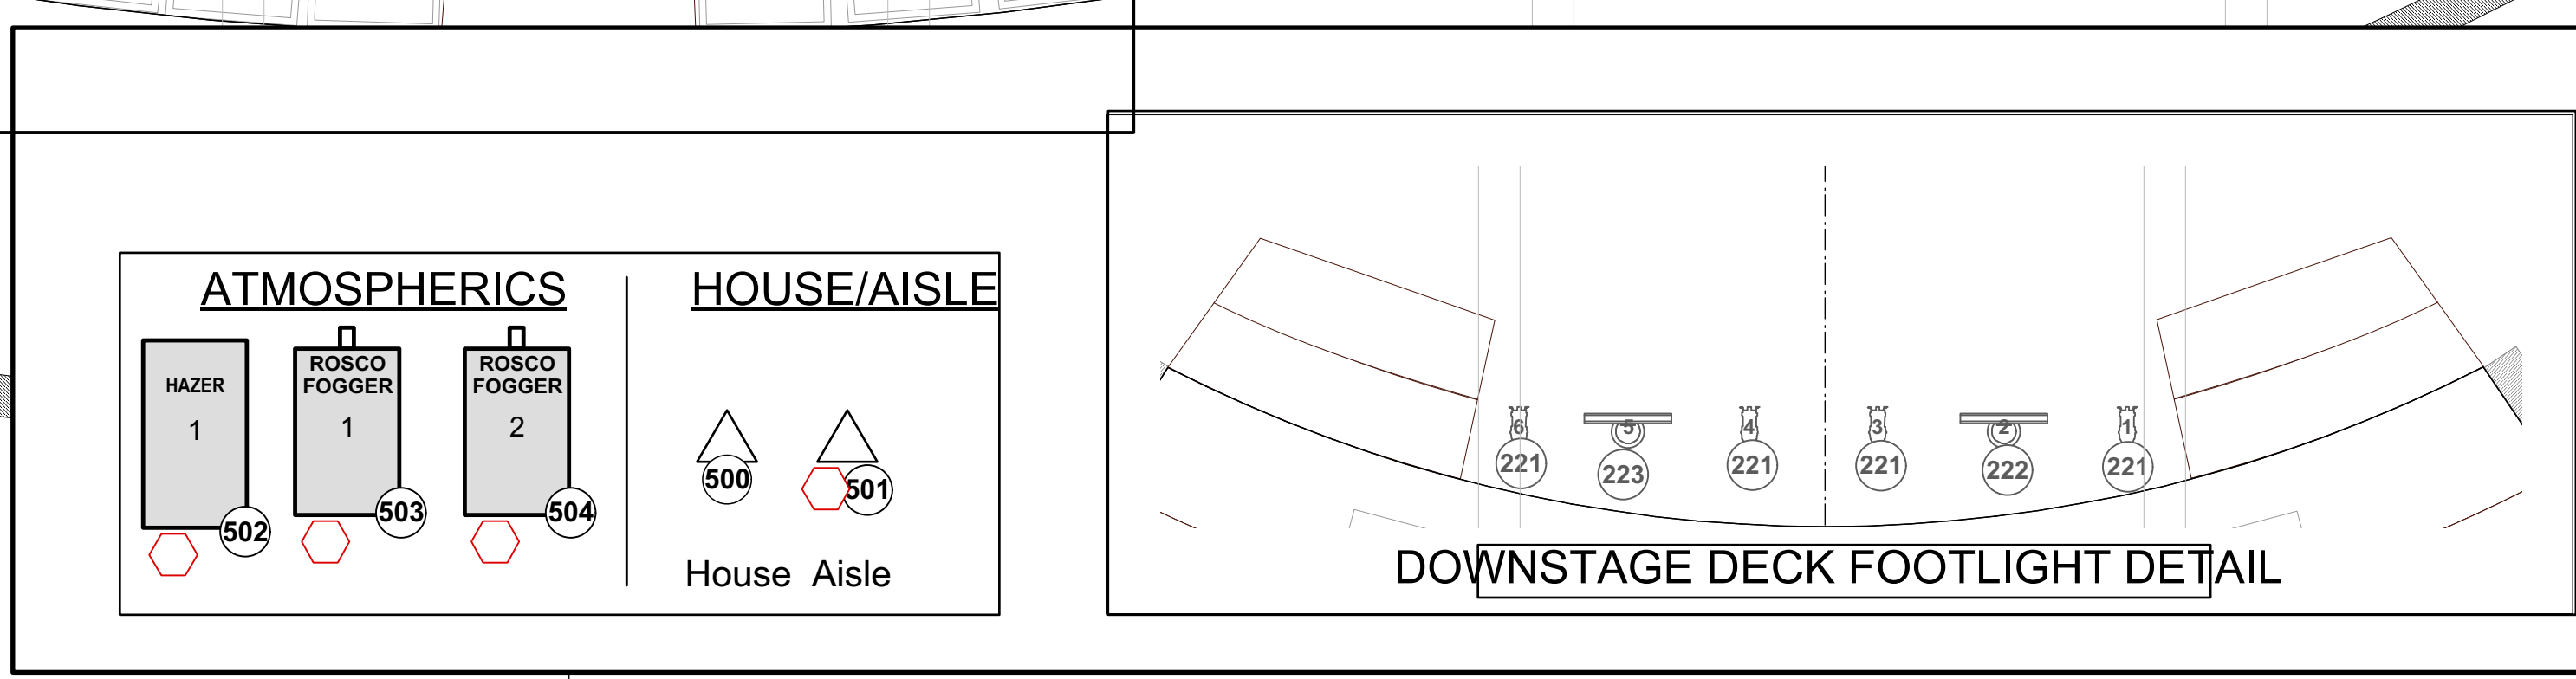 ATMOSPHERICS
HAZER
1
502
ROSCO
FOGGER
1
503
ROSCO
FOGGER
2
504
HOUSE/AISLE
500
501
House Aisle
6 5 4 3 2 1
221 223 221 221 222 221
DOWNSTAGE DECK FOOTLIGHT DETAIL